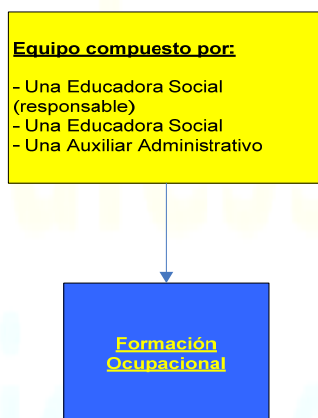 Equipo compuesto por:
- Una Educadora Social
(responsable)
- Una Educadora Social
- Una Auxiliar Administrativo
Formación
Ocupacional